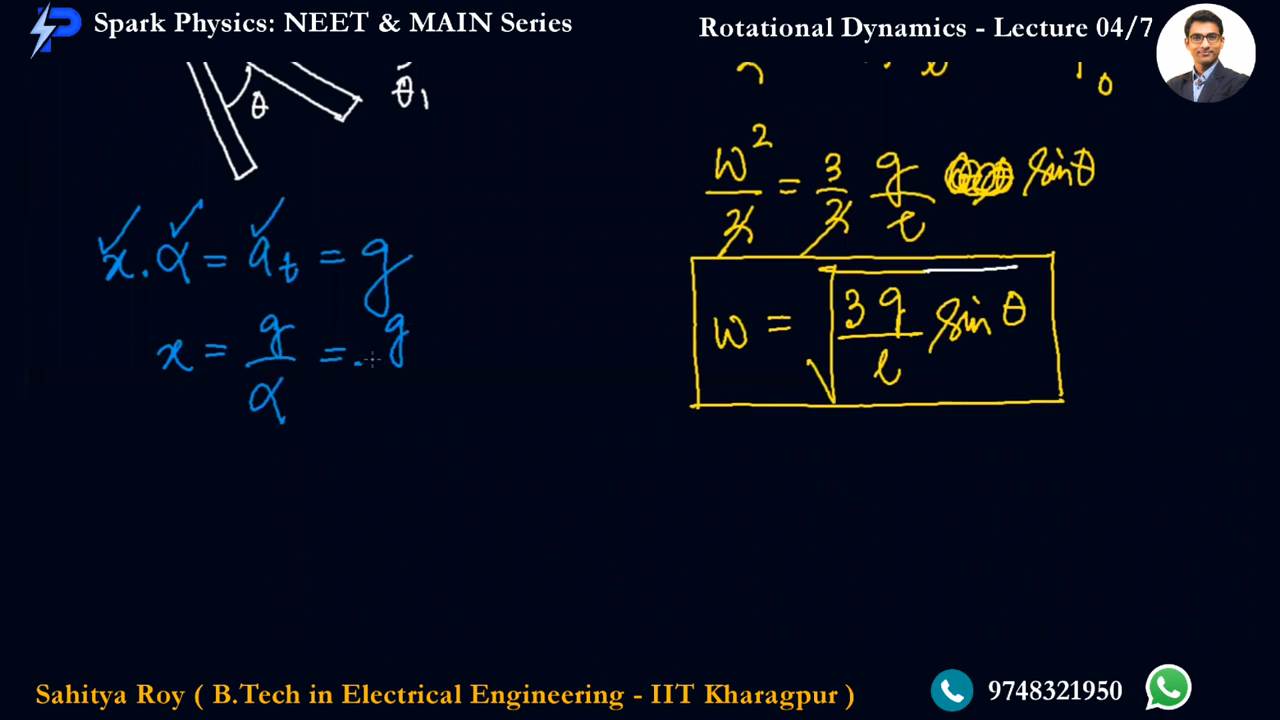 Spark Physics: NEET & MAIN Series
Rotational Dynamics - Lecture 04/7
θ
θ₁
ω²/2 = 3/2 g/l sinθ
x.α = aₜ = g
ω = √(3g/l sin θ)
x = g/α = g
Sahitya Roy ( B.Tech in Electrical Engineering - IIT Kharagpur )
9748321950